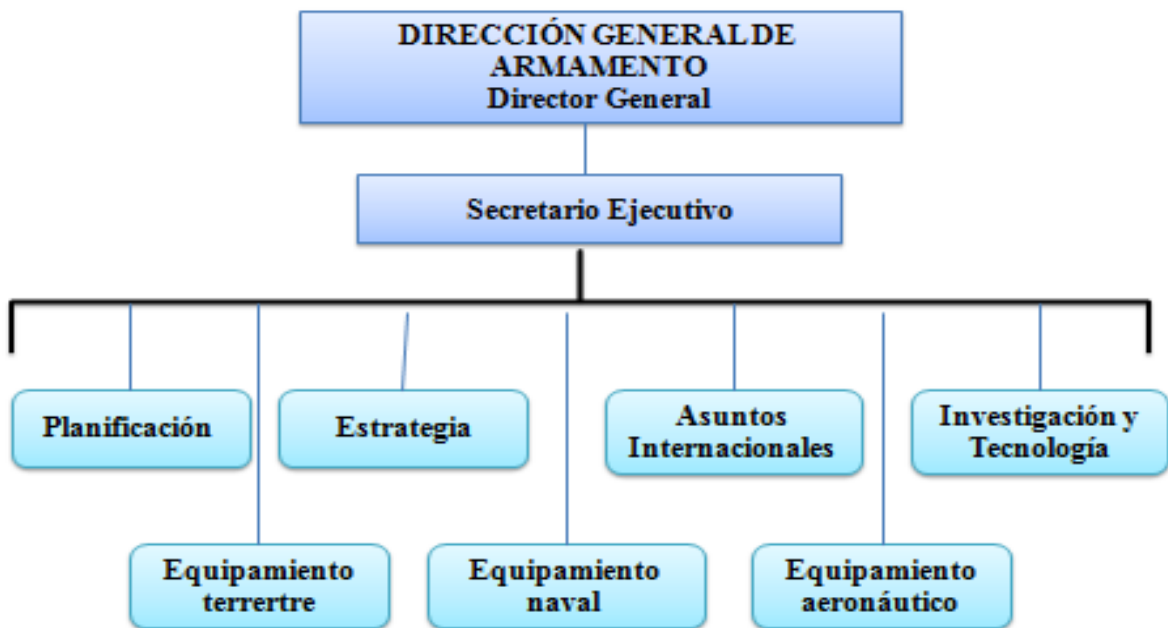 DIRECCIÓN GENERAL DE
ARMAMENTO
Director General
Secretario Ejecutivo
Planificación
Estrategia
Asuntos
Internacionales
Investigación y
Tecnología
Equipamiento
terrertre
Equipamiento
naval
Equipamiento
aeronáutico